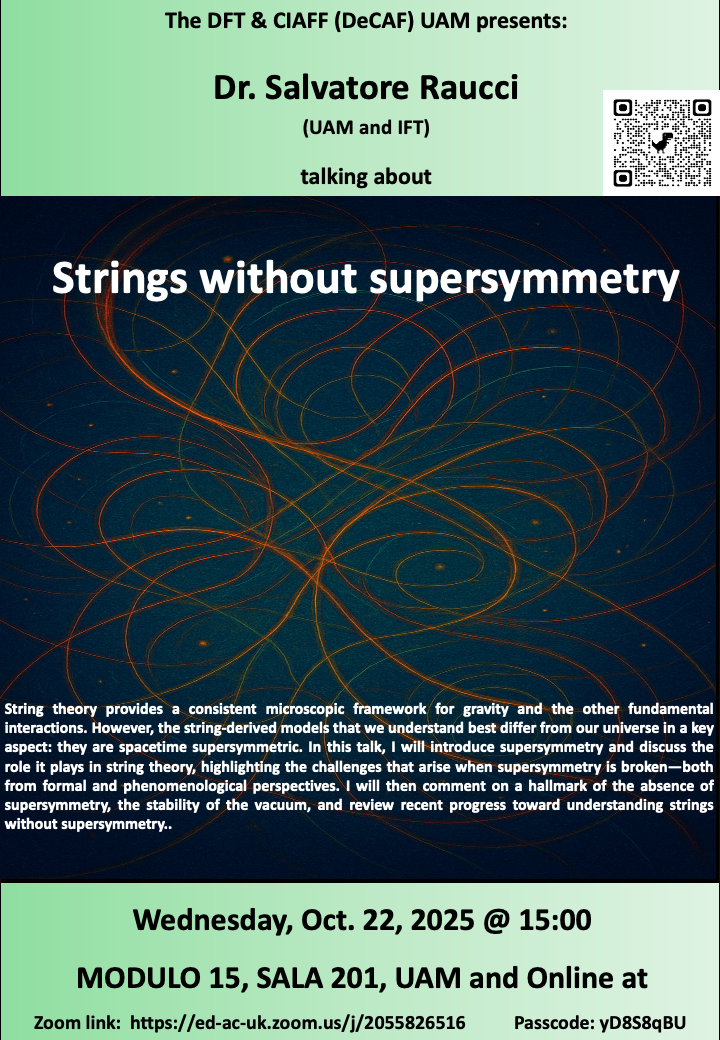 The DFT & CIAFF (DeCAF) UAM presents:
Dr. Salvatore Raucci
(UAM and IFT)
talking about
Strings without supersymmetry
String theory provides a consistent microscopic framework for gravity and the other fundamental
interactions. However, the string-derived models that we understand best differ from our universe in a key
aspect: they are spacetime supersymmetric. In this talk, I will introduce supersymmetry and discuss the
role it plays in string theory, highlighting the challenges that arise when supersymmetry is broken—both
from formal and phenomenological perspectives. I will then comment on a hallmark of the absence of
supersymmetry, the stability of the vacuum, and review recent progress toward understanding strings
without supersymmetry..
Wednesday, Oct. 22, 2025 @ 15:00
MODULO 15, SALA 201, UAM and Online at
Zoom link: https://ed-ac-uk.zoom.us/j/2055826516 Passcode: yD8S8qBU